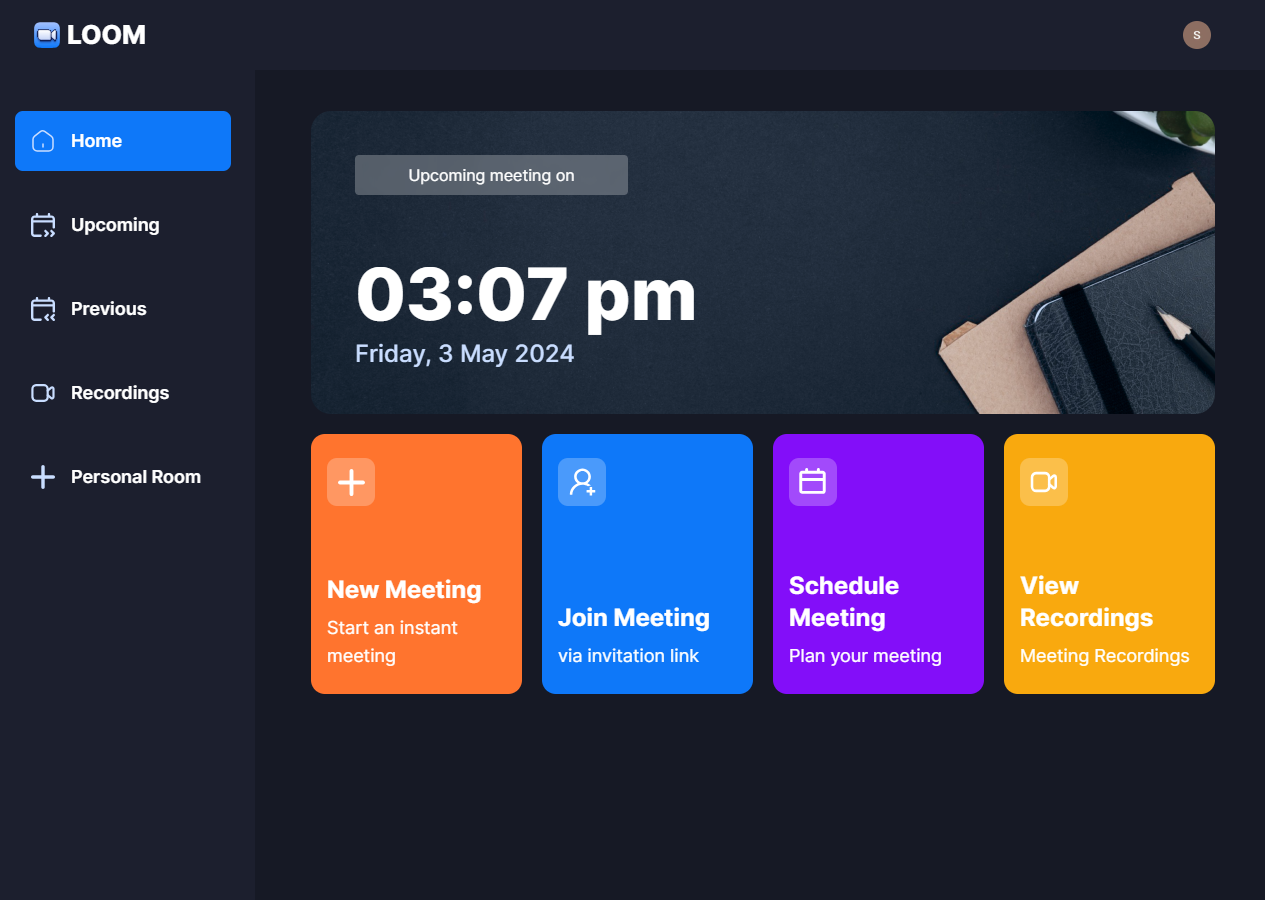 LOOM
S
Home
Upcoming
Previous
Recordings
Personal Room
Upcoming meeting on
03:07 pm
Friday, 3 May 2024
New Meeting
Start an instant
meeting
Join Meeting
via invitation link
Schedule
Meeting
Plan your meeting
View
Recordings
Meeting Recordings